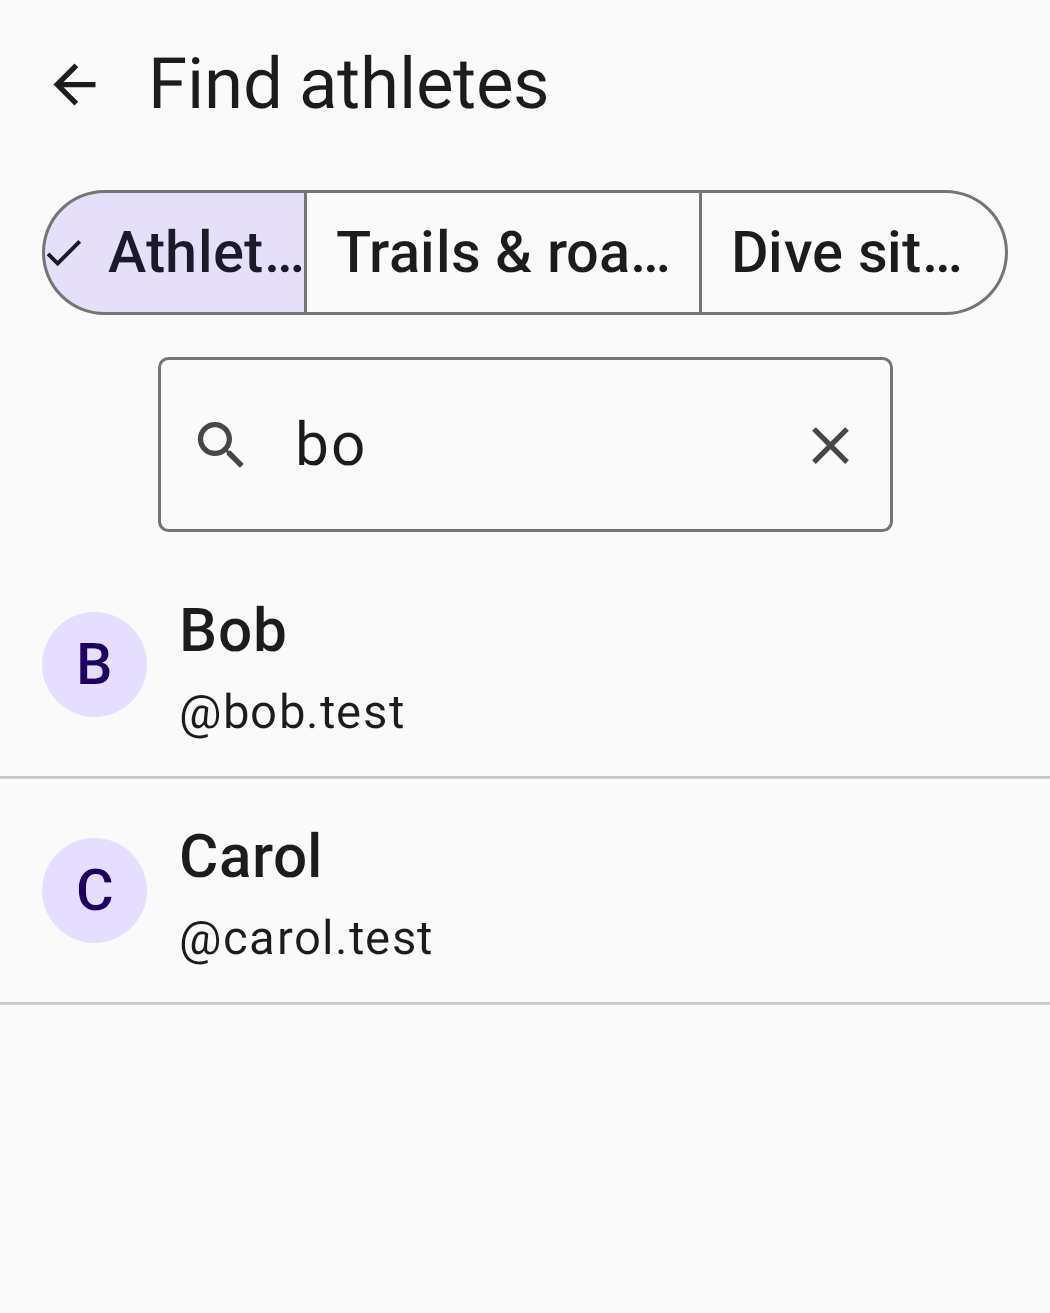 Find athletes
Athlet…
Trails & roa…
Dive sit…
bo
B
Bob
@bob.test
C
Carol
@carol.test